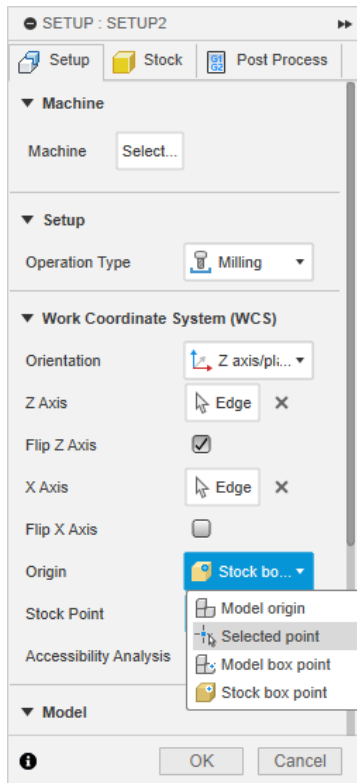 SETUP : SETUP2
Setup Stock G1 G2 Post Process
Machine
Machine Select...
Setup
Operation Type Milling
Work Coordinate System (WCS)
Orientation Z axis/pl...
Z Axis Edge
Flip Z Axis
X Axis Edge
Flip X Axis
Origin Stock bo...
Stock Point
Model origin
Selected point
Accessibility Analysis
Model box point
Stock box point
Model
OK Cancel